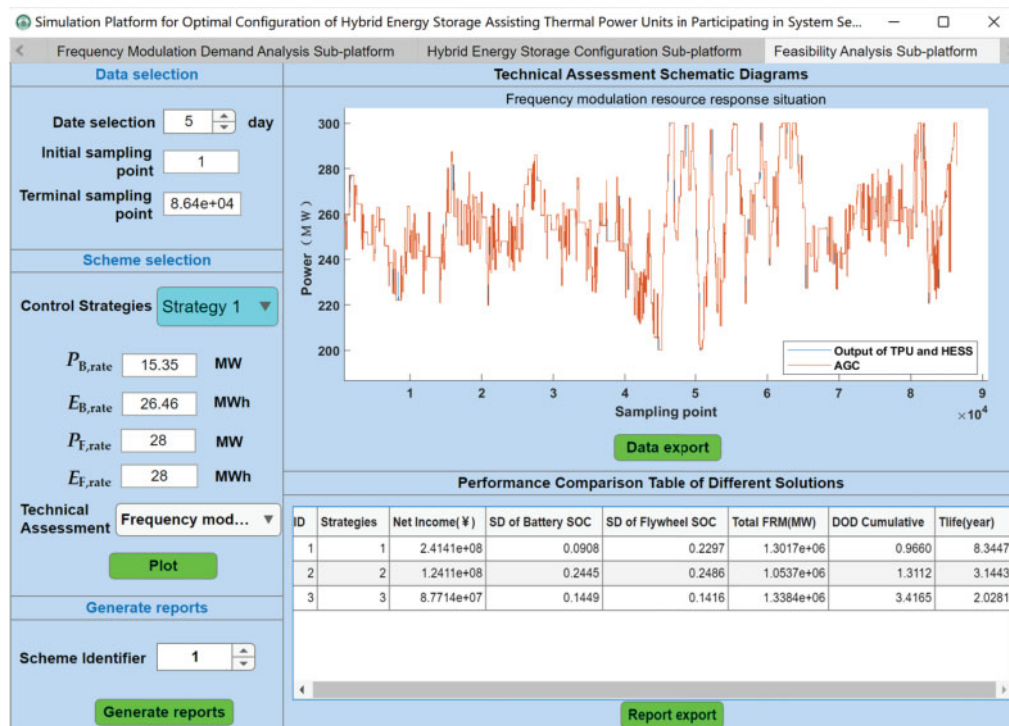 Simulation Platform for Optimal Configuration of Hybrid Energy Storage Assisting Thermal Power Units in Participating in System Se...
Frequency Modulation Demand Analysis Sub-platform Hybrid Energy Storage Configuration Sub-platform Feasibility Analysis Sub-platform
Data selection
Date selection 5 day
Initial sampling
point 1
Terminal sampling
point 8.64e+04
Scheme selection
Control Strategies Strategy 1
P_B,rate 15.35 MW
E_B,rate 26.46 MWh
P_F,rate 28 MW
E_F,rate 28 MWh
Technical
Assessment Frequency mod...
Plot
Generate reports
Scheme Identifier 1
Generate reports
Technical Assessment Schematic Diagrams
Frequency modulation resource response situation
Power (MW)
300
280
260
240
220
200
Output of TPU and HESS
AGC
1 2 3 4 5 6 7 8 9
Sampling point ×10^4
Data export
Performance Comparison Table of Different Solutions
ID Strategies Net Income(¥) SD of Battery SOC SD of Flywheel SOC Total FRM(MW) DOD Cumulative Tlife(year)
1 1 2.4141e+08 0.0908 0.2297 1.3017e+06 0.9660 8.3447
2 2 1.2411e+08 0.2445 0.2486 1.0537e+06 1.3112 3.1443
3 3 8.7714e+07 0.1449 0.1416 1.3384e+06 3.4165 2.0281
Report export